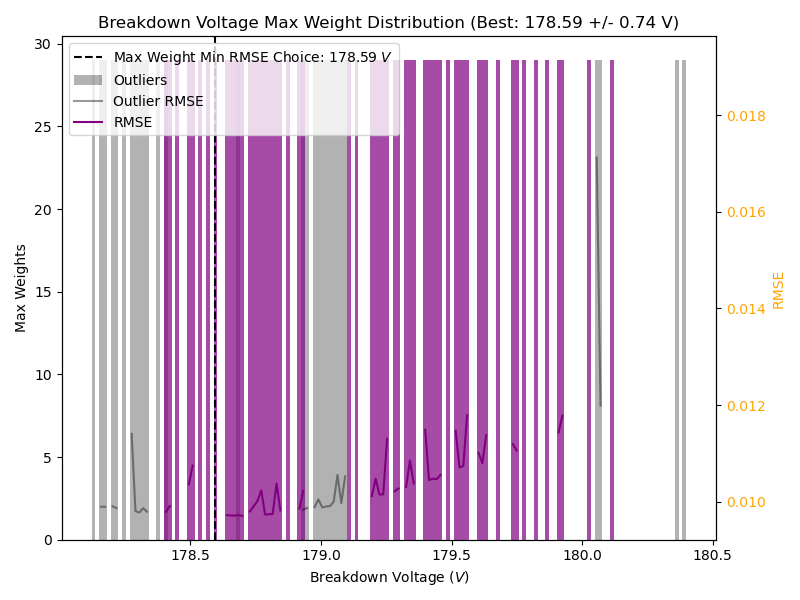 Breakdown Voltage Max Weight Distribution (Best: 178.59 +/- 0.74 V)
Max Weight Min RMSE Choice: 178.59 V
Outliers
Outlier RMSE
RMSE
30
25
20
15
10
5
0
Max Weights
0.018
0.016
0.014
0.012
0.010
RMSE
178.5
179.0
179.5
180.0
180.5
Breakdown Voltage (V)